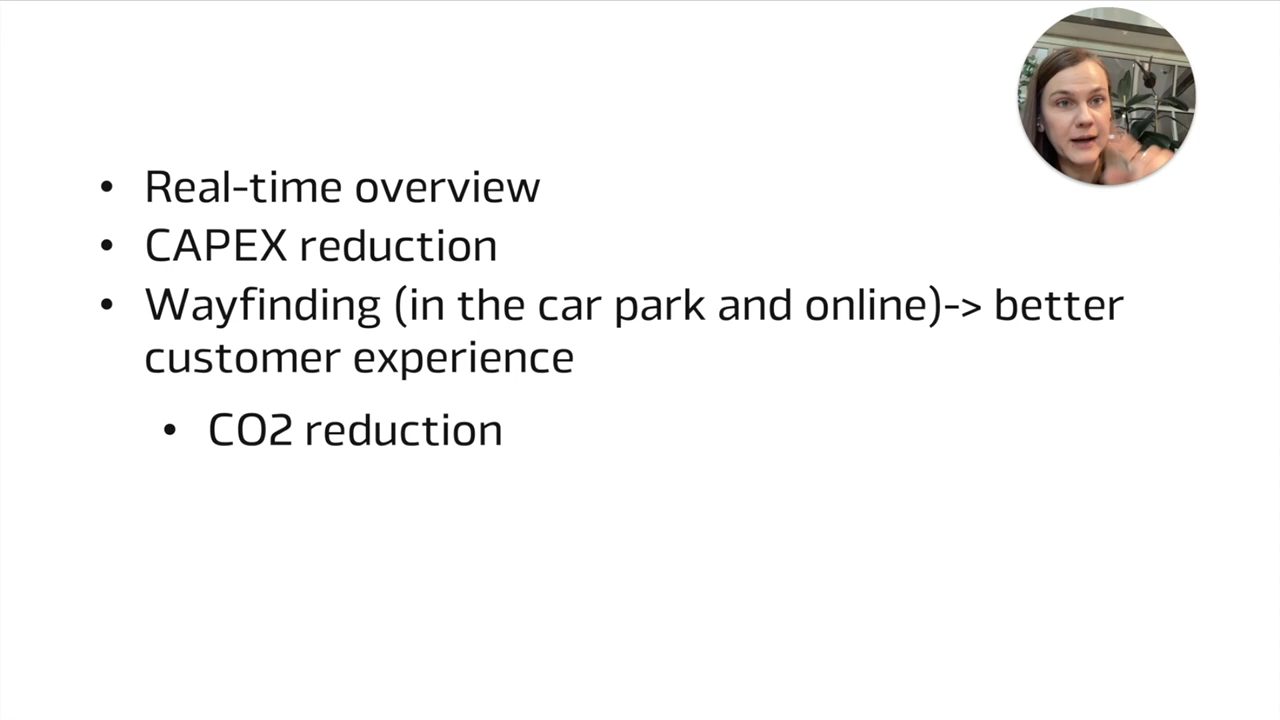 • Real-time overview
• CAPEX reduction
• Wayfinding (in the car park and online)-> better
customer experience
• CO2 reduction